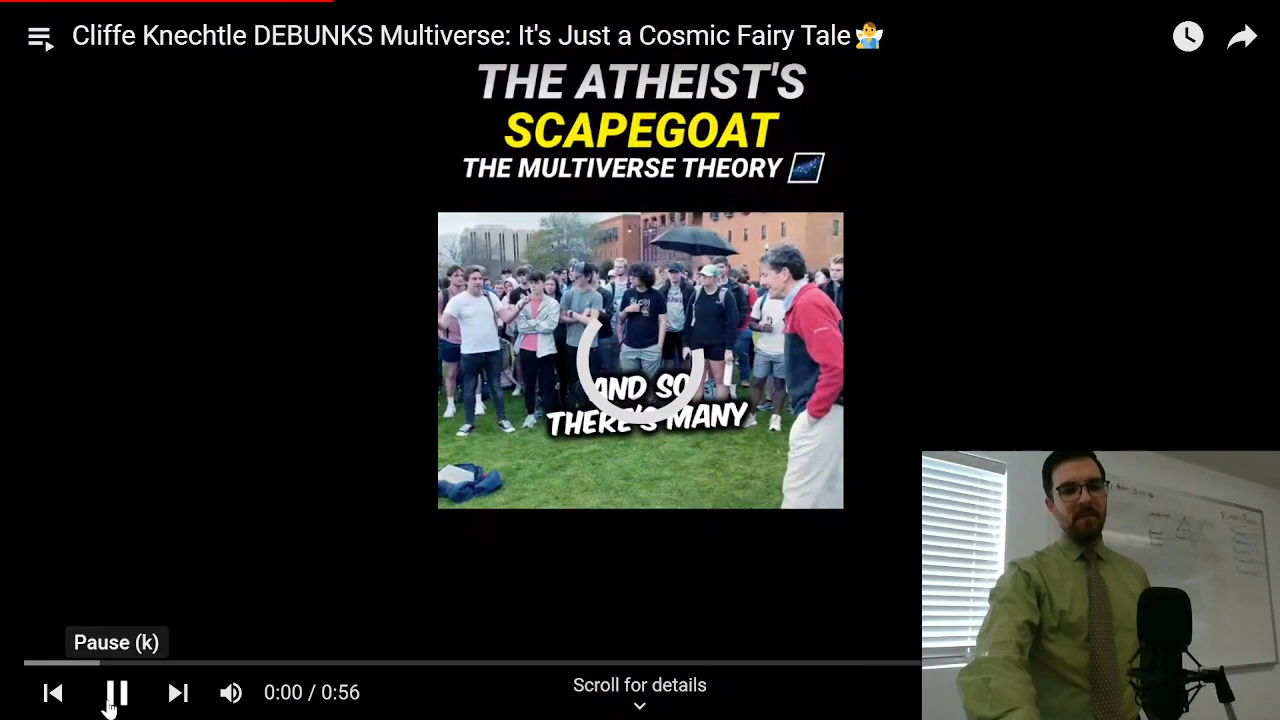 Cliffe Knechtle DEBUNKS Multiverse: It's Just a Cosmic Fairy Tale
THE ATHEIST'S
SCAPEGOAT
THE MULTIVERSE THEORY
AND SO
THERE'S MANY
Pause (k)
0:00 / 0:56
Scroll for details